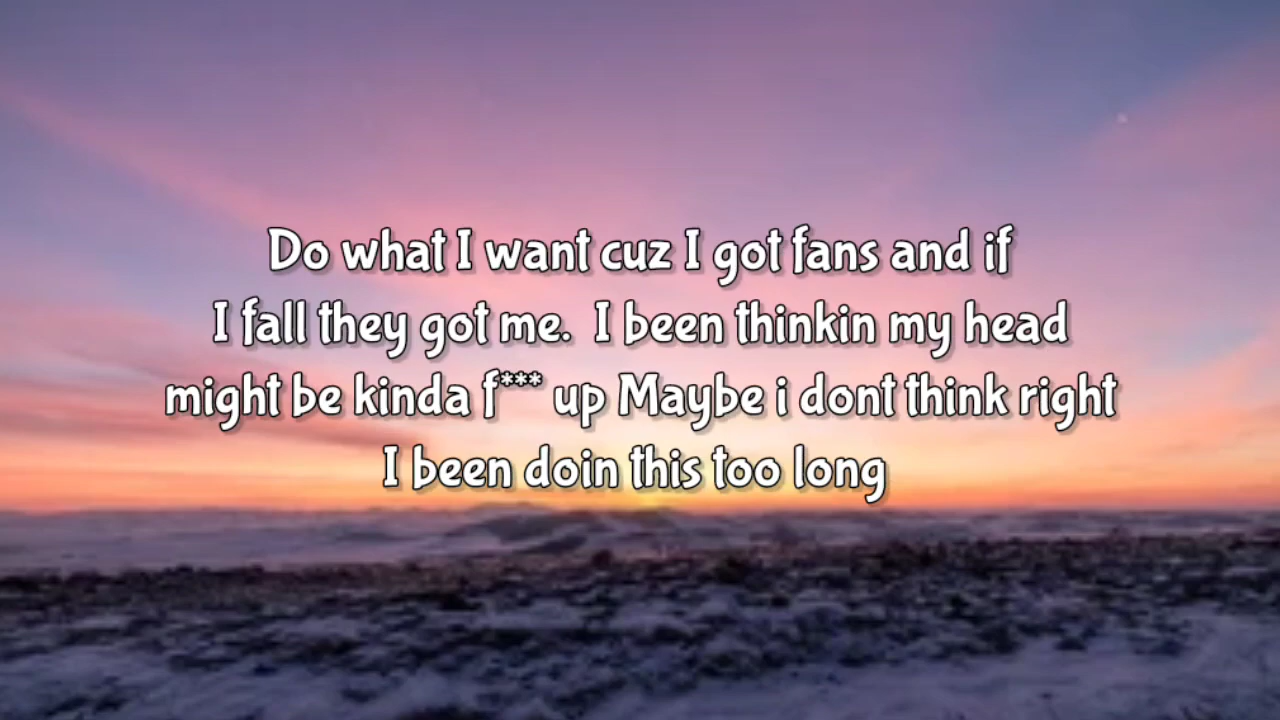 Do what I want cuz I got fans and if
I fall they got me.  I been thinkin my head
might be kinda f*** up Maybe i dont think right
I been doin this too long